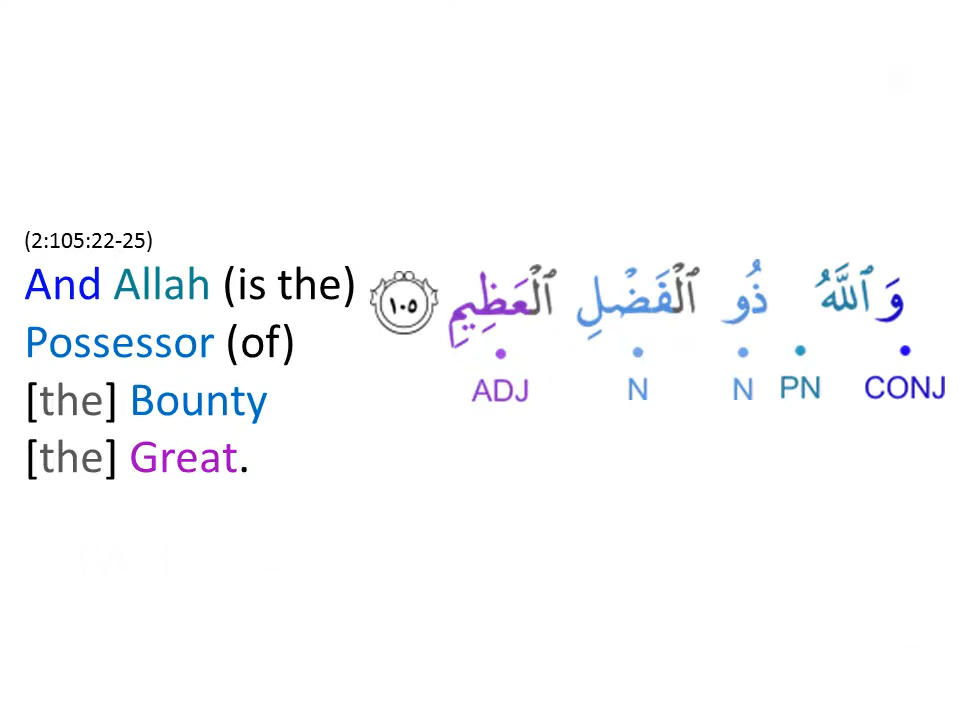 (2:105:22-25)
And Allah (is the)
Possessor (of)
[the] Bounty
[the] Great.
وَٱللَّهُ ذُو ٱلْفَضْلِ ٱلْعَظِيمِ ١٠٥
CONJ PN N N ADJ